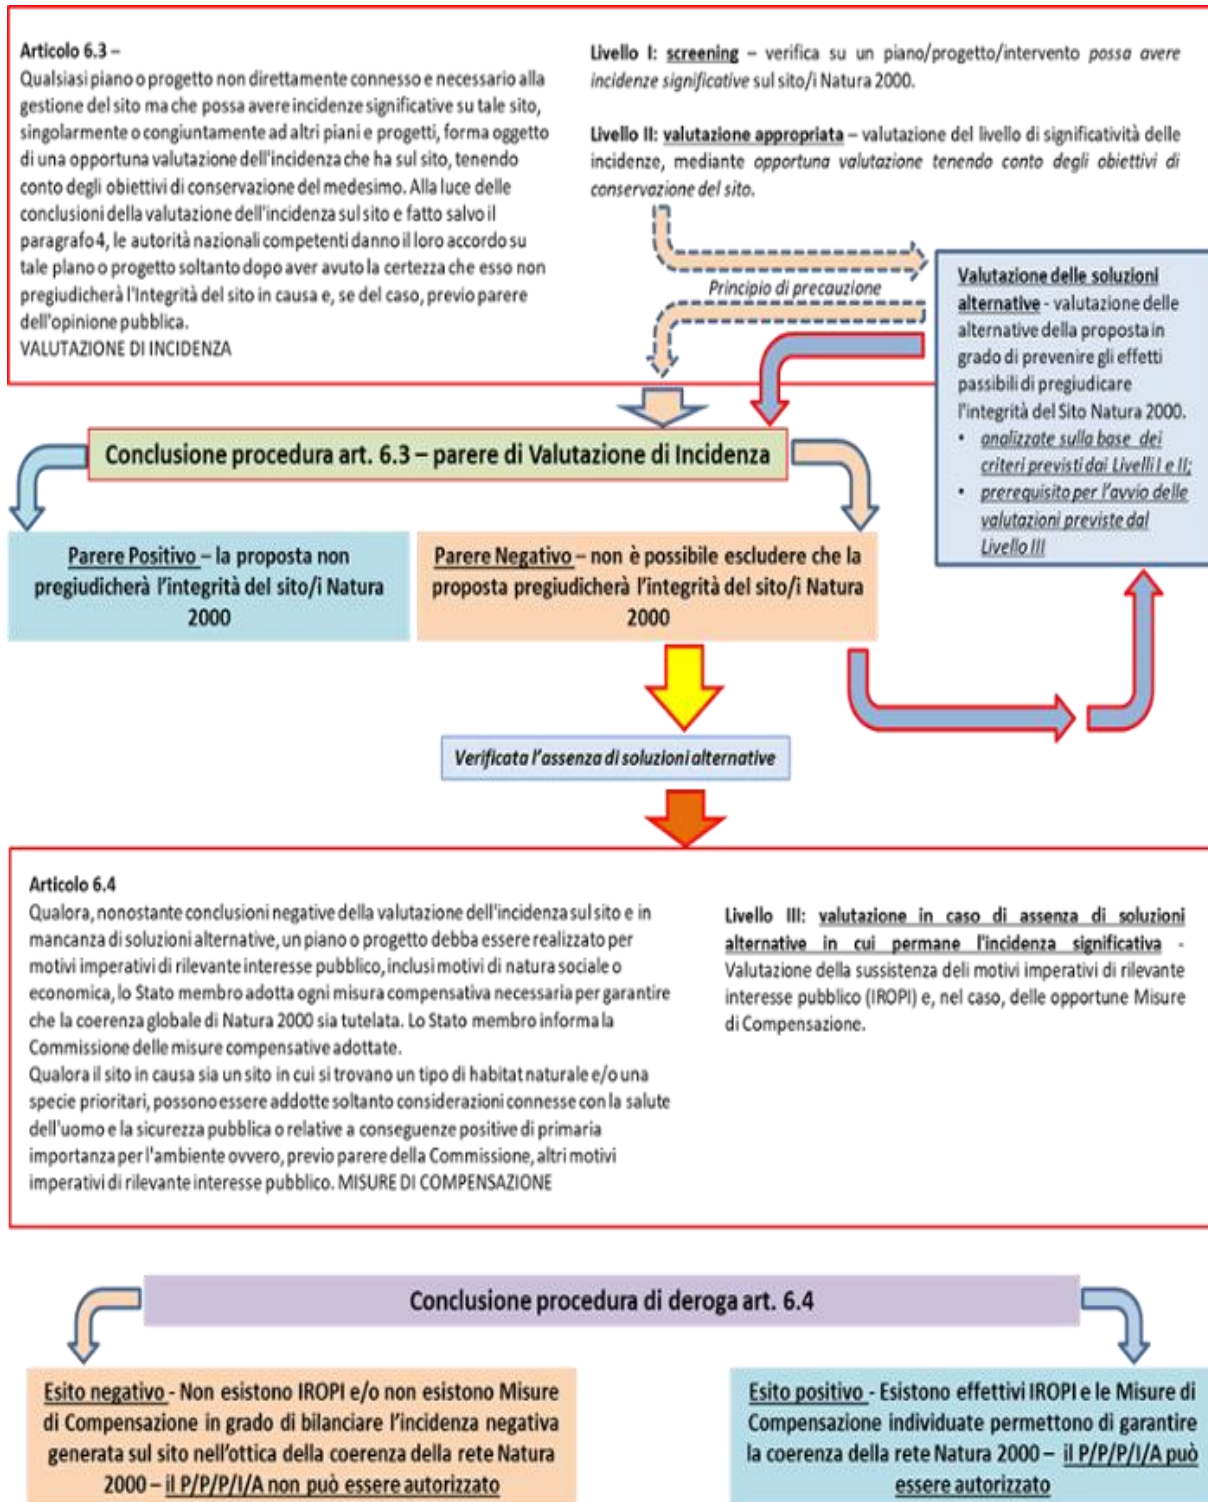 Articolo 6.3 –
Qualsiasi piano o progetto non direttamente connesso e necessario alla
gestione del sito ma che possa avere incidenze significative su tale sito,
singolarmente o congiuntamente ad altri piani e progetti, forma oggetto
di una opportuna valutazione dell'incidenza che ha sul sito, tenendo
conto degli obiettivi di conservazione del medesimo. Alla luce delle
conclusioni della valutazione dell'incidenza sul sito e fatto salvo il
paragrafo 4, le autorità nazionali competenti danno il loro accordo su
tale piano o progetto soltanto dopo aver avuto la certezza che esso non
pregiudicherà l'Integrità del sito in causa e, se del caso, previo parere
dell'opinione pubblica.
VALUTAZIONE DI INCIDENZA
Livello I: screening – verifica su un piano/progetto/intervento possa avere
incidenze significative sul sito/i Natura 2000.
Livello II: valutazione appropriata – valutazione del livello di significatività delle
incidenze, mediante opportuna valutazione tenendo conto degli obiettivi di
conservazione del sito.
Principio di precauzione
Valutazione delle soluzioni
alternative - valutazione delle
alternative della proposta in
grado di prevenire gli effetti
passibili di pregiudicare
l'integrità del Sito Natura 2000.
• analizzate sulla base dei
criteri previsti dai Livelli I e II;
• prerequisito per l'avvio delle
valutazioni previste dal
Livello III
Conclusione procedura art. 6.3 – parere di Valutazione di Incidenza
Parere Positivo – la proposta non
pregiudicherà l'integrità del sito/i Natura
2000
Parere Negativo – non è possibile escludere che la
proposta pregiudicherà l'integrità del sito/i Natura
2000
Verificata l'assenza di soluzioni alternative
Articolo 6.4
Qualora, nonostante conclusioni negative della valutazione dell'incidenza sul sito e in
mancanza di soluzioni alternative, un piano o progetto debba essere realizzato per
motivi imperativi di rilevante interesse pubblico, inclusi motivi di natura sociale o
economica, lo Stato membro adotta ogni misura compensativa necessaria per garantire
che la coerenza globale di Natura 2000 sia tutelata. Lo Stato membro informa la
Commissione delle misure compensative adottate.
Qualora il sito in causa sia un sito in cui si trovano un tipo di habitat naturale e/o una
specie prioritari, possono essere addotte soltanto considerazioni connesse con la salute
dell'uomo e la sicurezza pubblica o relative a conseguenze positive di primaria
importanza per l'ambiente ovvero, previo parere della Commissione, altri motivi
imperativi di rilevante interesse pubblico. MISURE DI COMPENSAZIONE
Livello III: valutazione in caso di assenza di soluzioni
alternative in cui permane l'incidenza significativa -
Valutazione della sussistenza deli motivi imperativi di rilevante
interesse pubblico (IROPI) e, nel caso, delle opportune Misure
di Compensazione.
Conclusione procedura di deroga art. 6.4
Esito negativo - Non esistono IROPI e/o non esistono Misure
di Compensazione in grado di bilanciare l'incidenza negativa
generata sul sito nell'ottica della coerenza della rete Natura
2000 – il P/P/P/I/A non può essere autorizzato
Esito positivo - Esistono effettivi IROPI e le Misure di
Compensazione individuate permettono di garantire
la coerenza della rete Natura 2000 – il P/P/P/I/A può
essere autorizzato